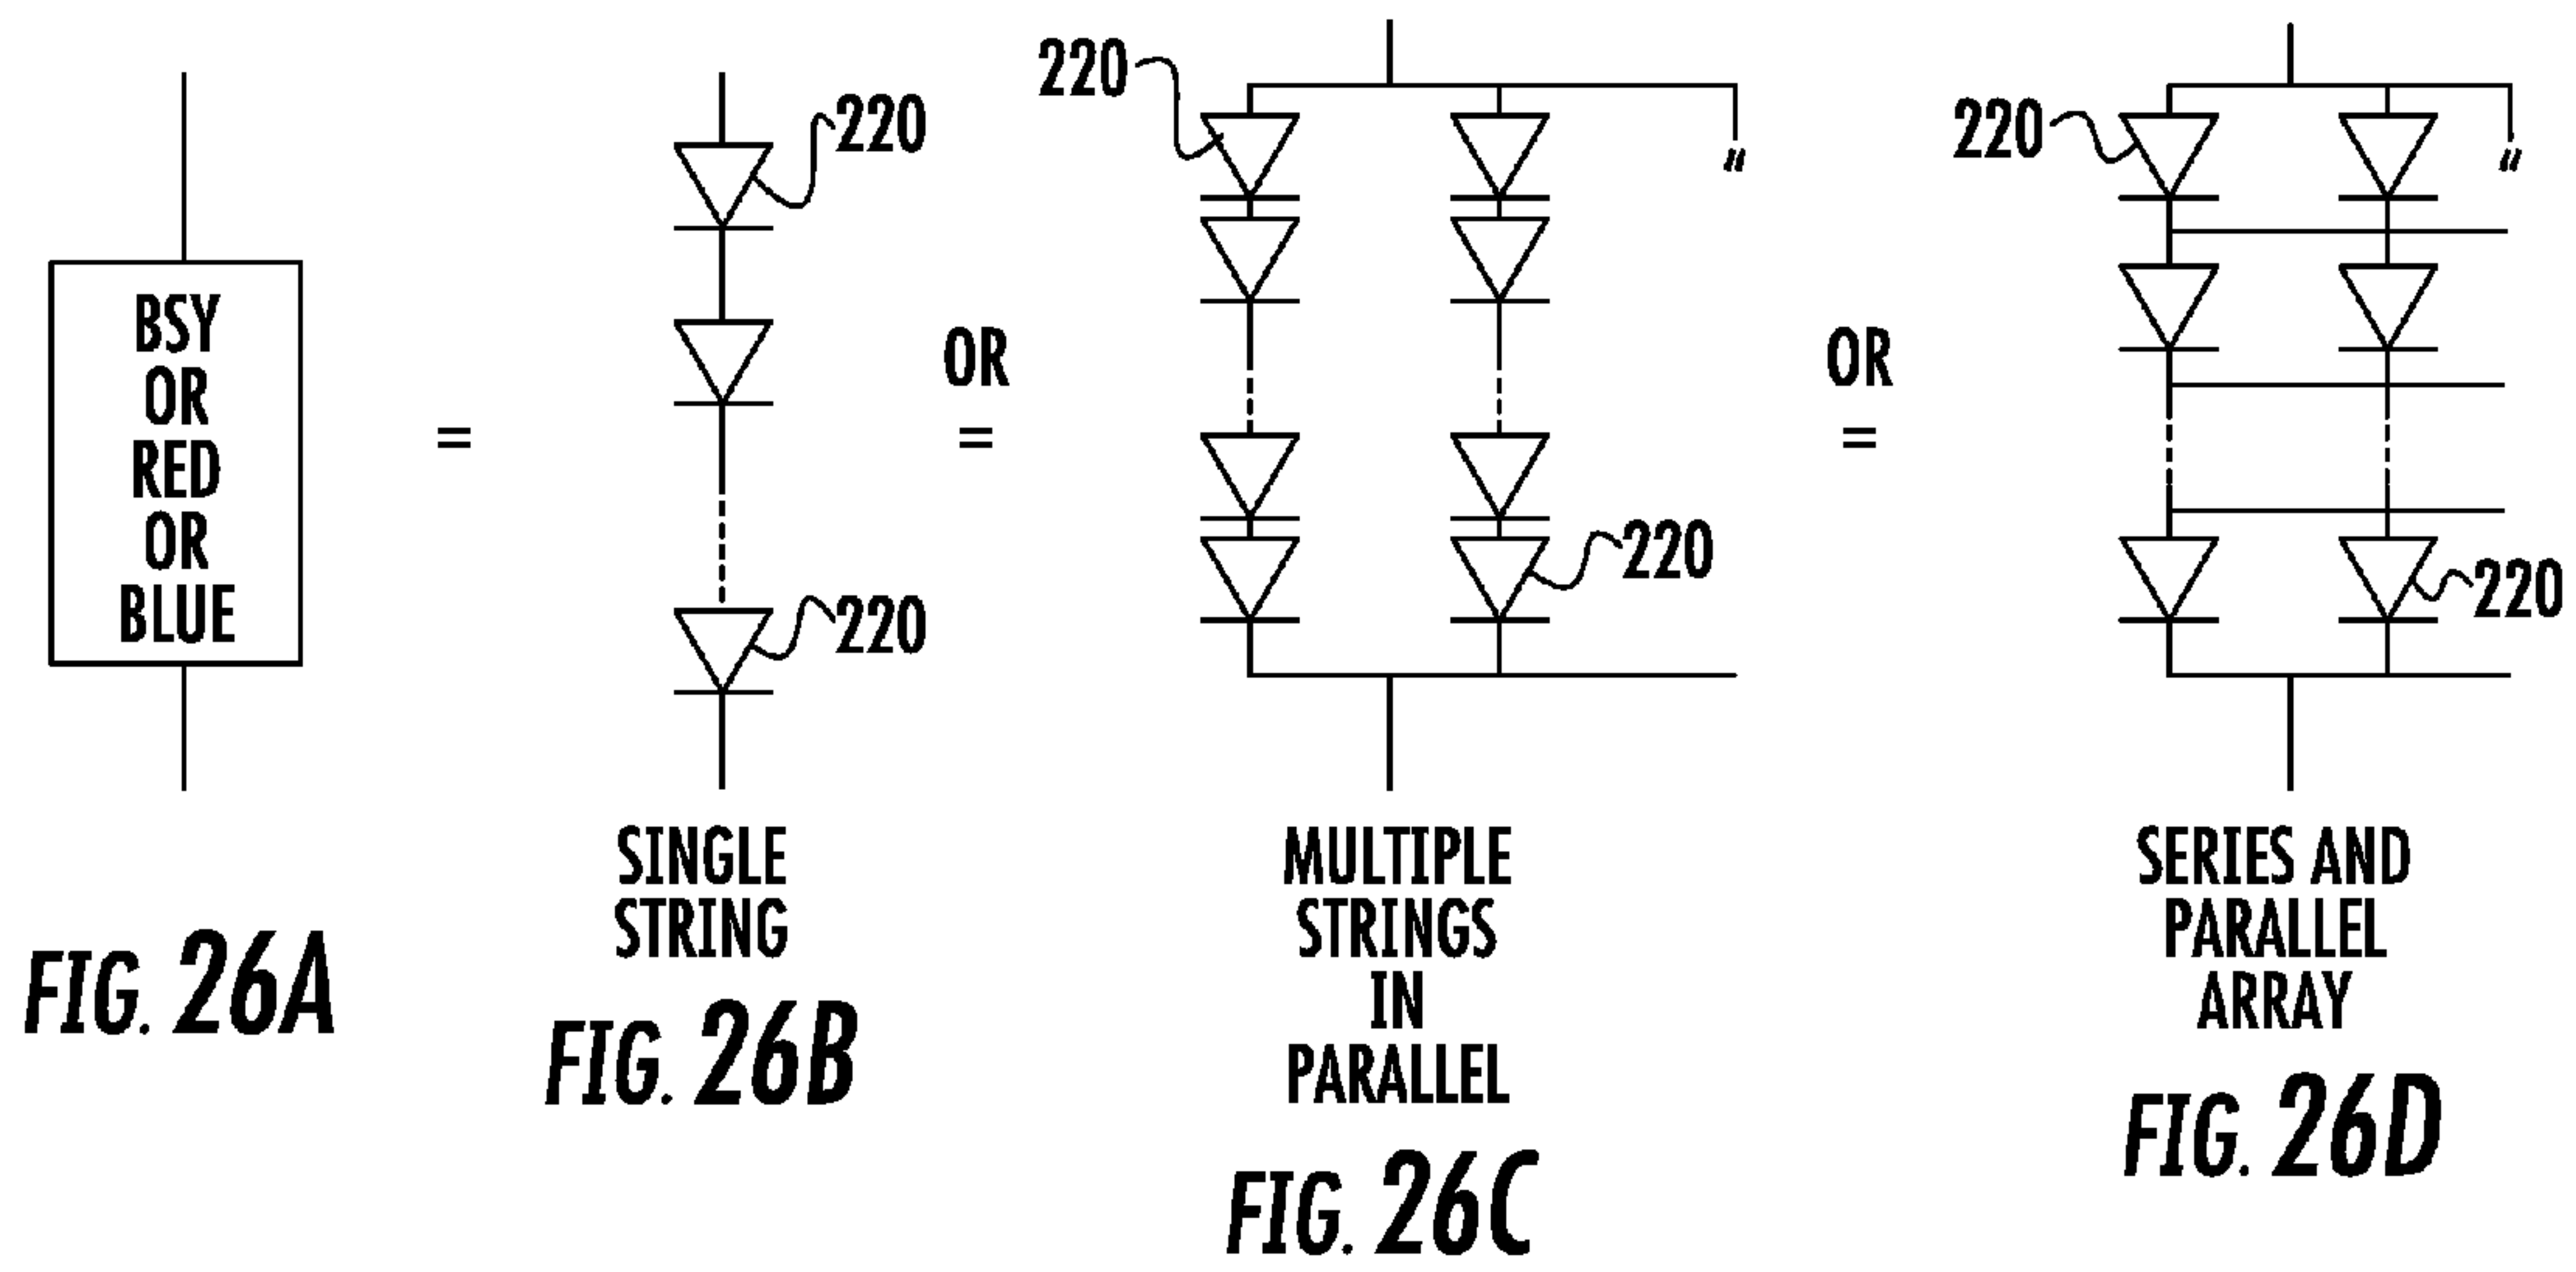 BSY
OR
RED
OR
BLUE
=
FIG. 26A
220
220
SINGLE
STRING
FIG. 26B
OR
=
220
"
220
MULTIPLE
STRINGS
IN
PARALLEL
FIG. 26C
OR
=
220
"
220
SERIES AND
PARALLEL
ARRAY
FIG. 26D